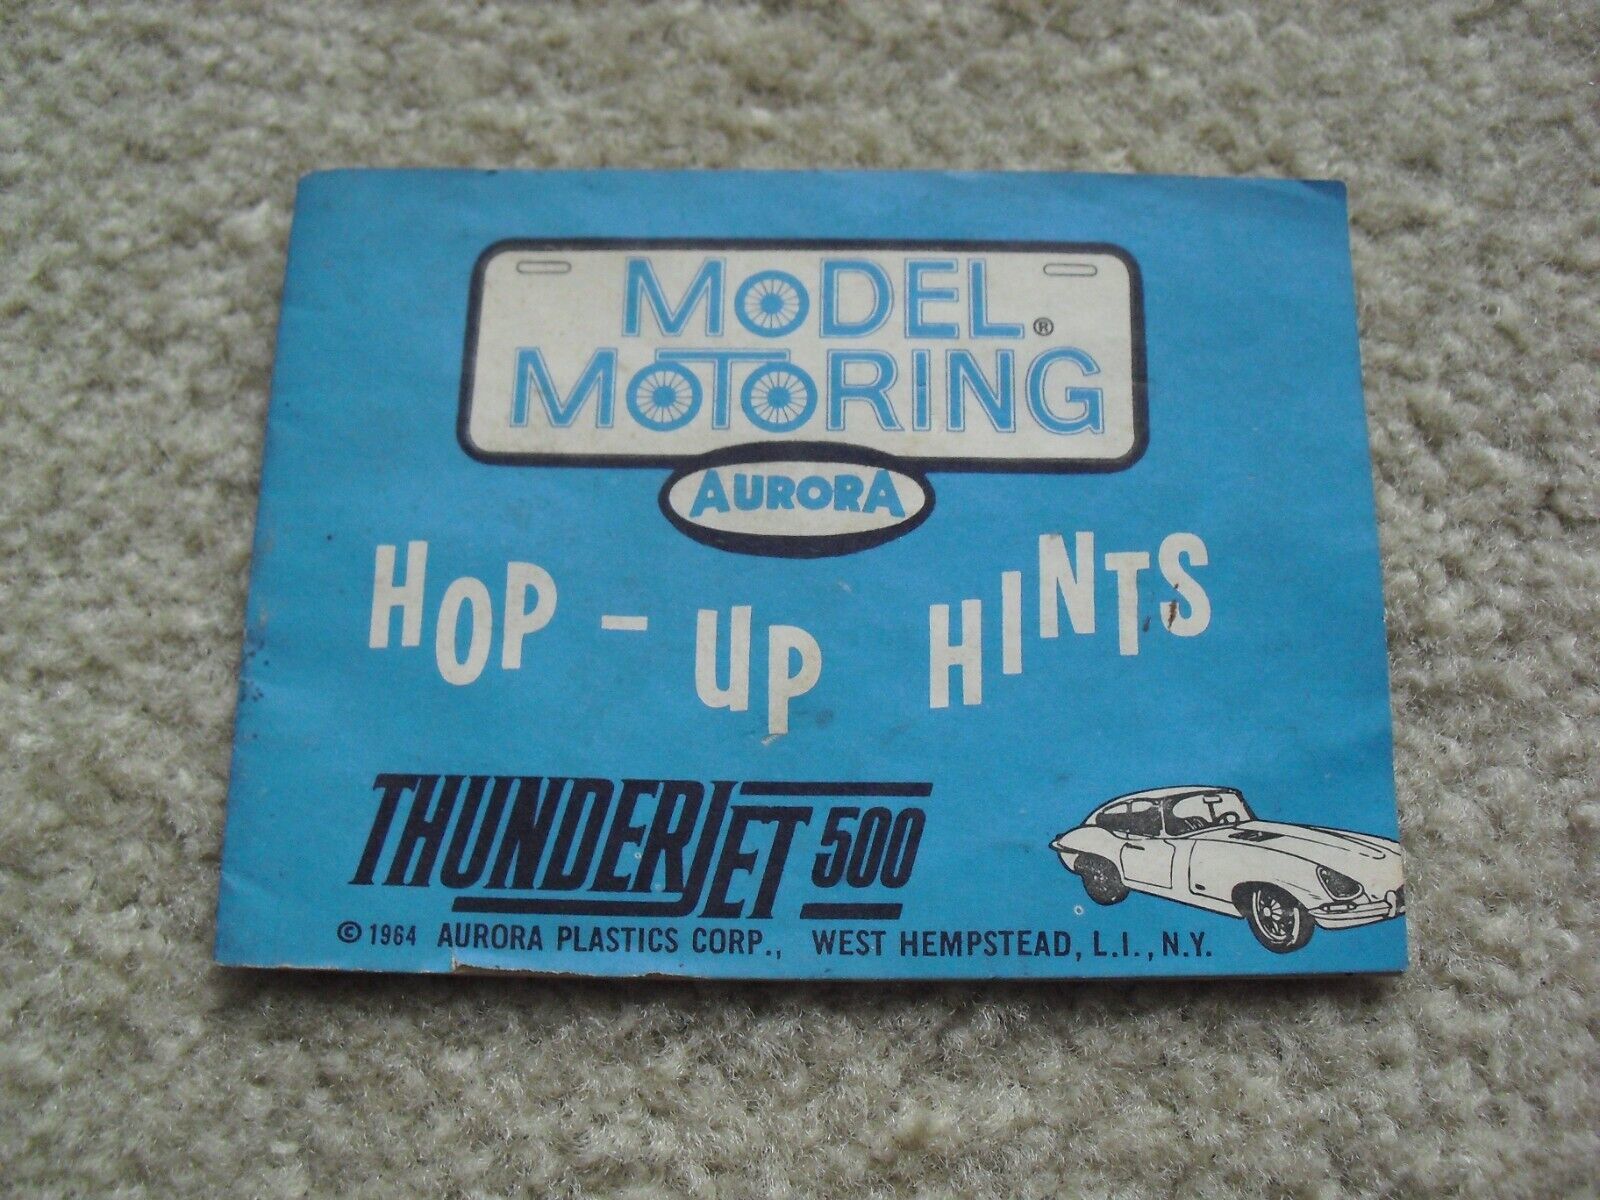 MODEL®
MOTORING
AURORA
HOP-UP HINTS
THUNDERJET 500
© 1964 AURORA PLASTICS CORP., WEST HEMPSTEAD, L.I., N.Y.